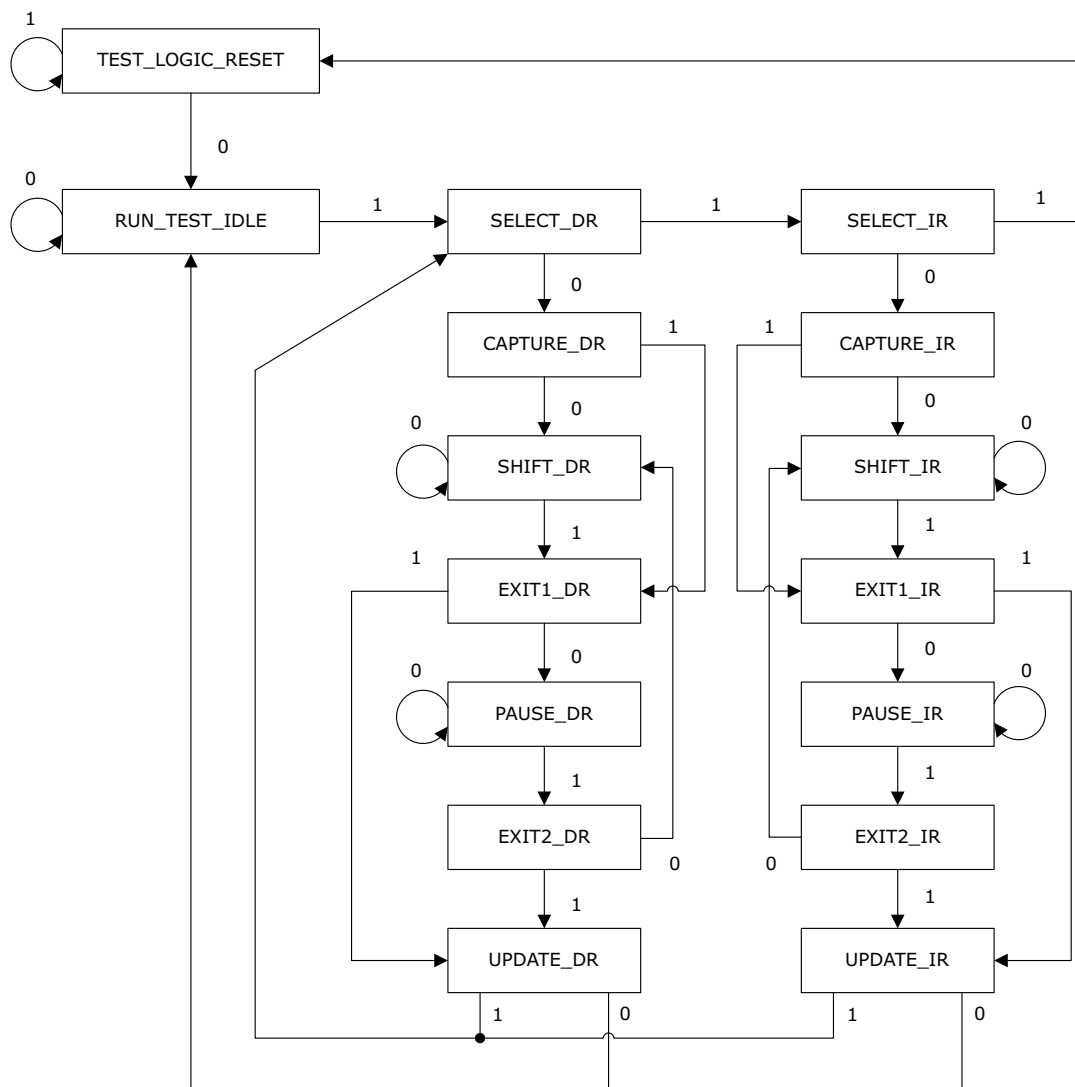 1
TEST_LOGIC_RESET
0
0
RUN_TEST_IDLE
1
SELECT_DR
1
SELECT_IR
1
0
0
CAPTURE_DR
1
1
CAPTURE_IR
0
0
0
0
SHIFT_DR
SHIFT_IR
1
1
1
1
EXIT1_DR
EXIT1_IR
0
0
0
0
PAUSE_DR
PAUSE_IR
1
1
EXIT2_DR
0
0
EXIT2_IR
1
1
UPDATE_DR
UPDATE_IR
1
0
1
0